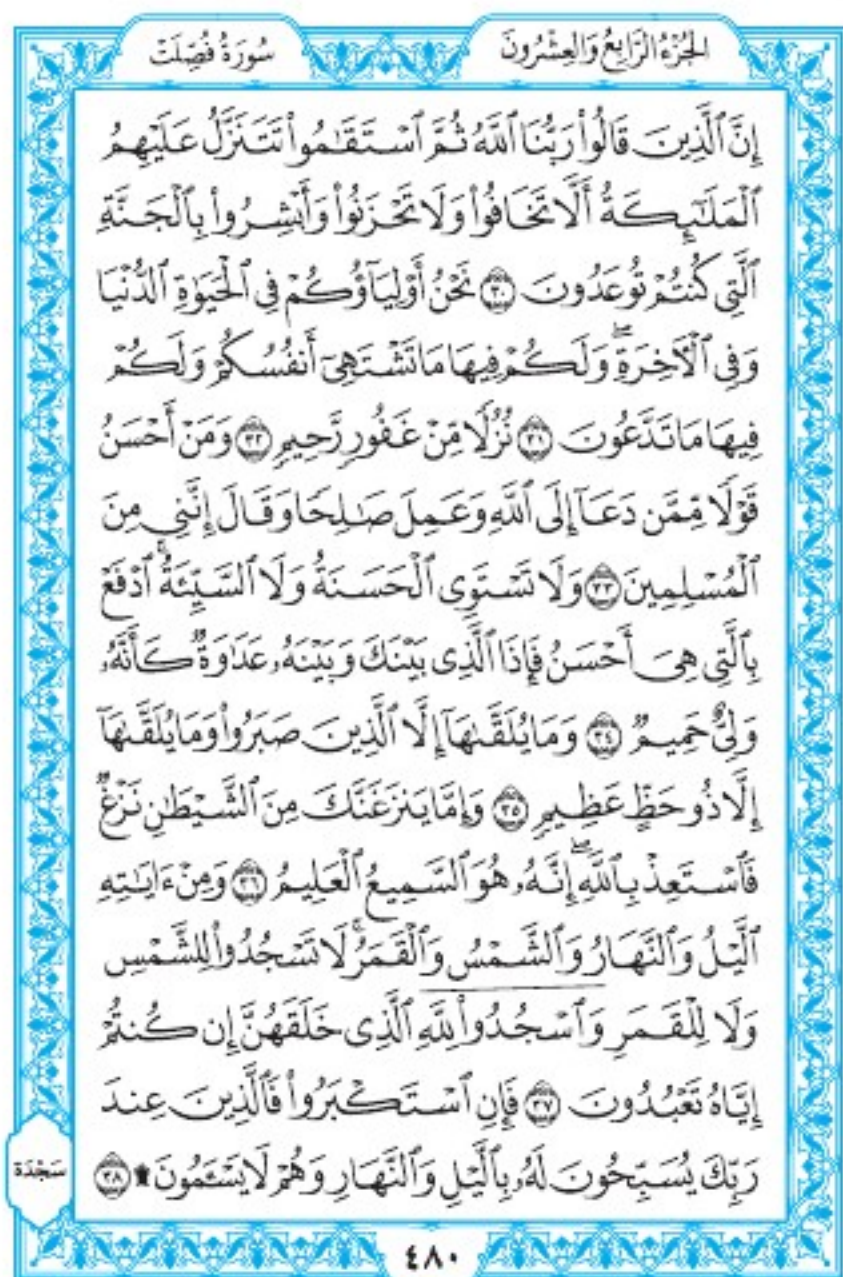 الجُزْءُ الرَّابِعُ وَالعِشْرُونَ
سُورَةُ فُصِّلَتْ
إِنَّ ٱلَّذِينَ قَالُوا۟ رَبُّنَا ٱللَّهُ ثُمَّ ٱسْتَقَٰمُوا۟ تَتَنَزَّلُ عَلَيْهِمُ
ٱلْمَلَٰٓئِكَةُ أَلَّا تَخَافُوا۟ وَلَا تَحْزَنُوا۟ وَأَبْشِرُوا۟ بِٱلْجَنَّةِ
ٱلَّتِى كُنتُمْ تُوعَدُونَ ٣٠ نَحْنُ أَوْلِيَآؤُكُمْ فِى ٱلْحَيَوٰةِ ٱلدُّنْيَا
وَفِى ٱلْأَخِرَةِ ۖ وَلَكُمْ فِيهَا مَا تَشْتَهِىٓ أَنفُسُكُمْ وَلَكُمْ
فِيهَا مَا تَدَّعُونَ ٣١ نُزُلًا مِّنْ غَفُورٍ رَّحِيمٍ ٣٢ وَمَنْ أَحْسَنُ
قَوْلًا مِّمَّن دَعَآ إِلَى ٱللَّهِ وَعَمِلَ صَٰلِحًا وَقَالَ إِنَّنِى مِنَ
ٱلْمُسْلِمِينَ ٣٣ وَلَا تَسْتَوِى ٱلْحَسَنَةُ وَلَا ٱلسَّيِّئَةُ ۚ ٱدْفَعْ
بِٱلَّتِى هِىَ أَحْسَنُ فَإِذَا ٱلَّذِى بَيْنَكَ وَبَيْنَهُۥ عَدَٰوَةٌ كَأَنَّهُۥ
وَلِىٌّ حَمِيمٌ ٣٤ وَمَا يُلَقَّىٰهَآ إِلَّا ٱلَّذِينَ صَبَرُوا۟ وَمَا يُلَقَّىٰهَآ
إِلَّا ذُو حَظٍّ عَظِيمٍ ٣٥ وَإِمَّا يَنزَغَنَّكَ مِنَ ٱلشَّيْطَٰنِ نَزْغٌ
فَٱسْتَعِذْ بِٱللَّهِ ۖ إِنَّهُۥ هُوَ ٱلسَّمِيعُ ٱلْعَلِيمُ ٣٦ وَمِنْ ءَايَٰتِهِ
ٱلَّيْلُ وَٱلنَّهَارُ وَٱلشَّمْسُ وَٱلْقَمَرُ ۚ لَا تَسْجُدُوا۟ لِلشَّمْسِ
وَلَا لِلْقَمَرِ وَٱسْجُدُوا۟ لِلَّهِ ٱلَّذِى خَلَقَهُنَّ إِن كُنتُمْ
إِيَّاهُ تَعْبُدُونَ ٣٧ فَإِنِ ٱسْتَكْبَرُوا۟ فَٱلَّذِينَ عِندَ
رَبِّكَ يُسَبِّحُونَ لَهُۥ بِٱلَّيْلِ وَٱلنَّهَارِ وَهُمْ لَا يَسْـَٔمُونَ ۩ ٣٨
سَجْدَة
٤٨٠